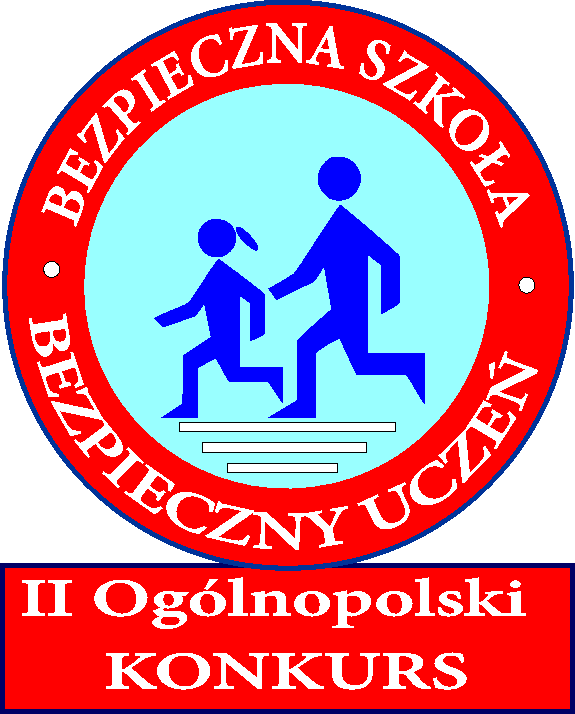 BEZPIECZNA SZKOŁA
BEZPIECZNY UCZEŃ
II Ogólnopolski
KONKURS